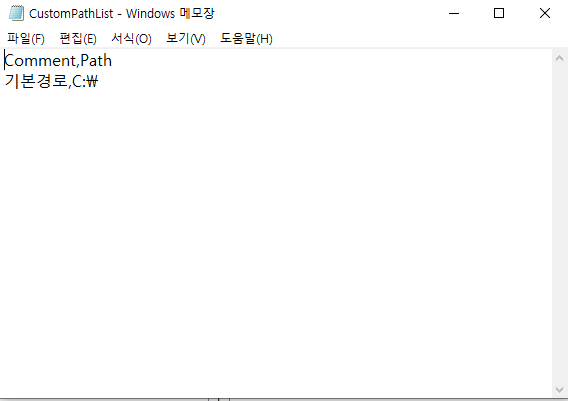 CustomPathList - Windows 메모장
파일(F) 편집(E) 서식(O) 보기(V) 도움말(H)
Comment,Path
기본경로,C:₩